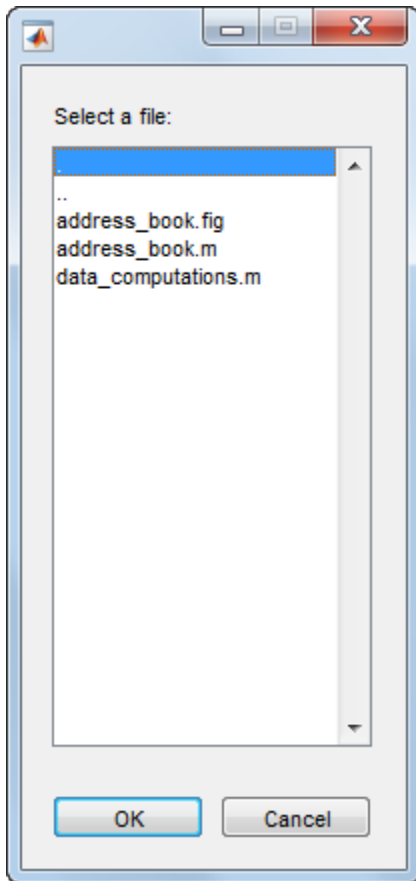 Select a file:
.
..
address_book.fig
address_book.m
data_computations.m
OK
Cancel